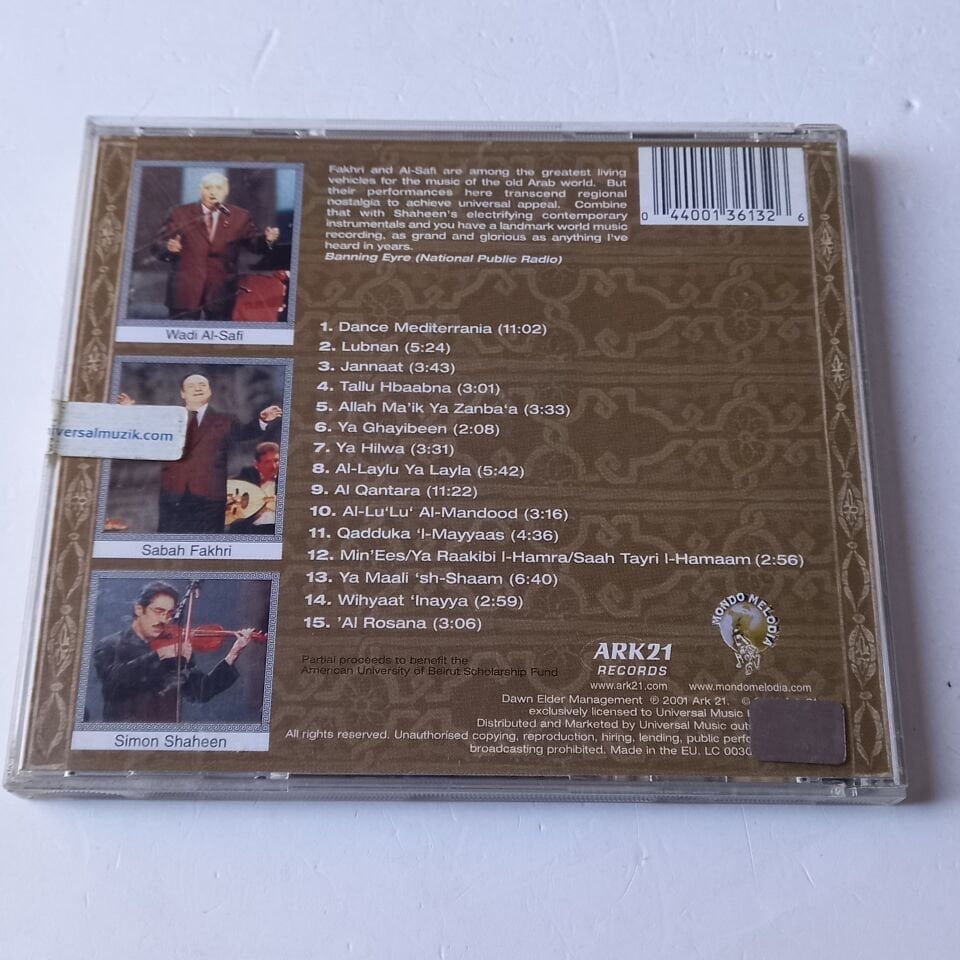 Fakhri and Al-Safi are among the greatest living
vehicles for the music of the old Arab world. But
their performances here transcend regional
nostalgia to achieve universal appeal. Combine
that with Shaheen's electrifying contemporary
instrumentals and you have a landmark world music
recording, as grand and glorious as anything I've
heard in years.
Banning Eyre (National Public Radio)
0 44001 36132 6
Wadi Al-Safi
versalmuzik.com
Sabah Fakhri
Simon Shaheen
1. Dance Mediterrania (11:02)
2. Lubnan (5:24)
3. Jannaat (3:43)
4. Tallu Hbaabna (3:01)
5. Allah Ma'ik Ya Zanba'a (3:33)
6. Ya Ghayibeen (2:08)
7. Ya Hilwa (3:31)
8. Al-Laylu Ya Layla (5:42)
9. Al Qantara (11:22)
10. Al-Lu'Lu' Al-Mandood (3:16)
11. Qadduka 'l-Mayyaas (4:36)
12. Min'Ees/Ya Raakibi l-Hamra/Saah Tayri l-Hamaam (2:56)
13. Ya Maali 'sh-Shaam (6:40)
14. Wihyaat 'Inayya (2:59)
15. 'Al Rosana (3:06)
Partial proceeds to benefit the
American University of Beirut Scholarship Fund
ARK21
RECORDS
www.ark21.com
MONDO MELODIA
www.mondomelodia.com
Dawn Elder Management ℗ 2001 Ark 21. ©
exclusively licensed to Universal Music
Distributed and Marketed by Universal Music
All rights reserved. Unauthorised copying, reproduction, hiring, lending, public
broadcasting prohibited. Made in the EU. LC